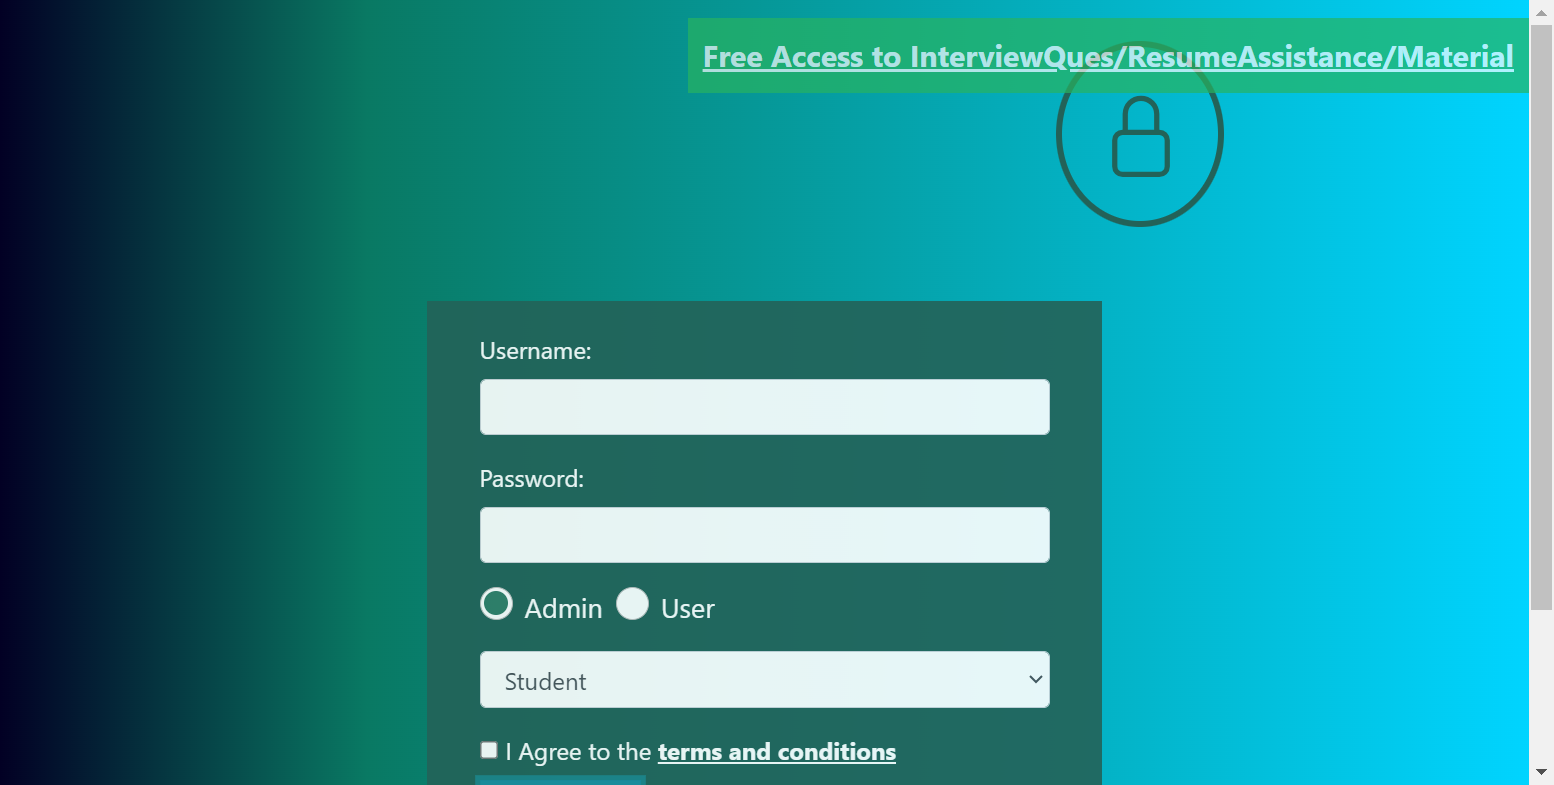 Free Access to InterviewQues/ResumeAssistance/Material
Username:
Password:
Admin User
Student
I Agree to the terms and conditions